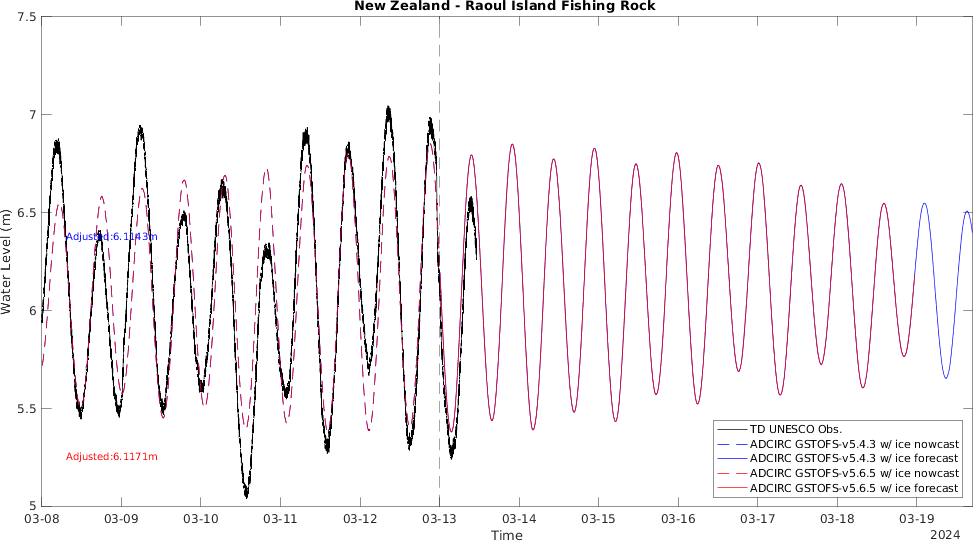 New Zealand - Raoul Island Fishing Rock
7.5
7
6.5
6
5.5
5
Water Level (m)
Adjusted:6.1143m
Adjusted:6.1171m
TD UNESCO Obs.
ADCIRC GSTOFS-v5.4.3 w/ ice nowcast
ADCIRC GSTOFS-v5.4.3 w/ ice forecast
ADCIRC GSTOFS-v5.6.5 w/ ice nowcast
ADCIRC GSTOFS-v5.6.5 w/ ice forecast
03-08 03-09 03-10 03-11 03-12 03-13 03-14 03-15 03-16 03-17 03-18 03-19
Time
2024